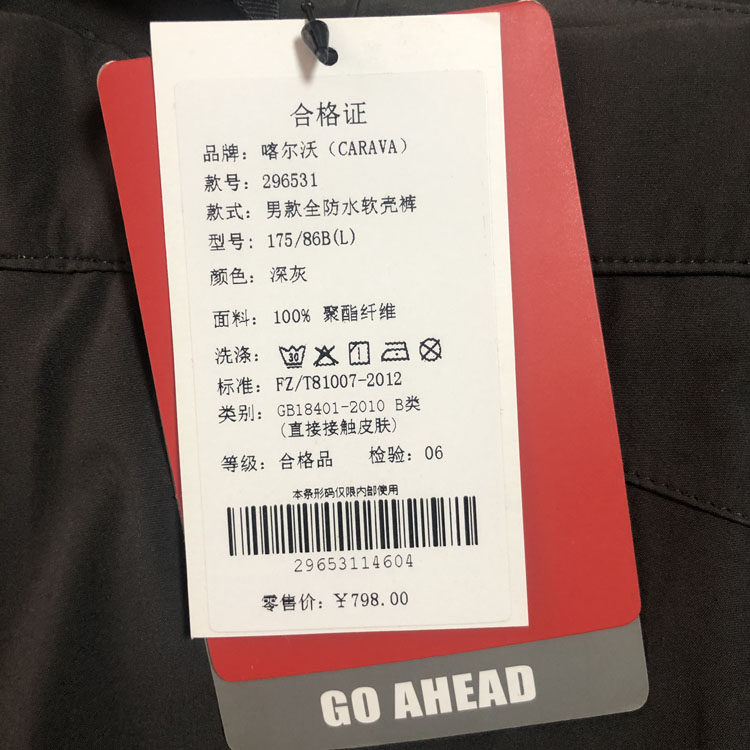 合格证
品牌：喀尔沃（CARAVA）
款号：296531
款式：男款全防水软壳裤
型号：175/86B(L)
颜色：深灰
面料：100% 聚酯纤维
洗涤：30
标准：FZ/T81007-2012
类别：GB18401-2010 B类
(直接接触皮肤)
等级：合格品 检验：06
本条形码仅限内部使用
29653114604
零售价：￥798.00
GO AHEAD